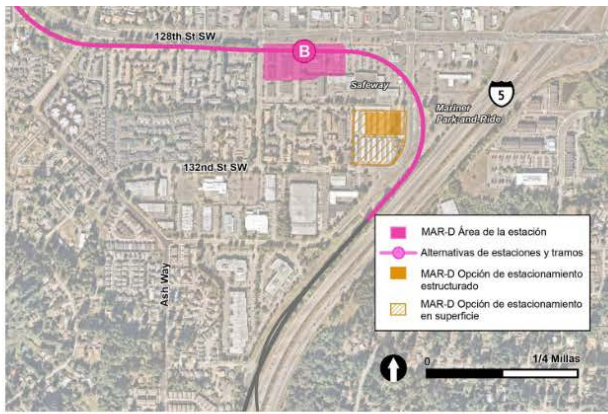 128th St SW
B
Safeway
5
Mariner
Park-and-Ride
132nd St SW
Ash Way
MAR-D Área de la estación
Alternativas de estaciones y tramos
MAR-D Opción de estacionamiento
estructurado
MAR-D Opción de estacionamiento
en superficie
0
1/4 Millas